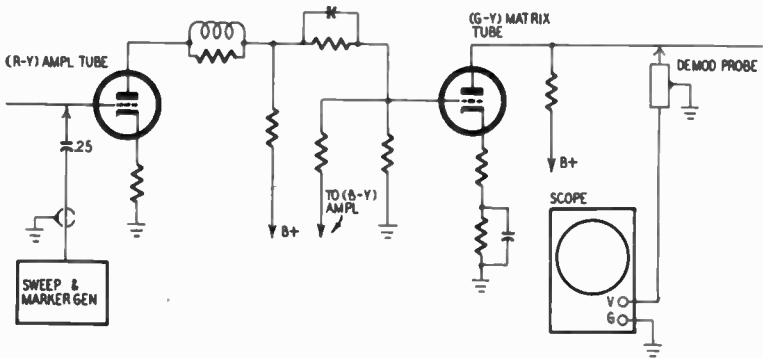 (R-Y) AMPL TUBE
.25
SWEEP &
MARKER GEN
B+
TO (B-Y)
AMPL
(G-Y) MATRIX
TUBE
B+
DEMOD PROBE
SCOPE
V
G